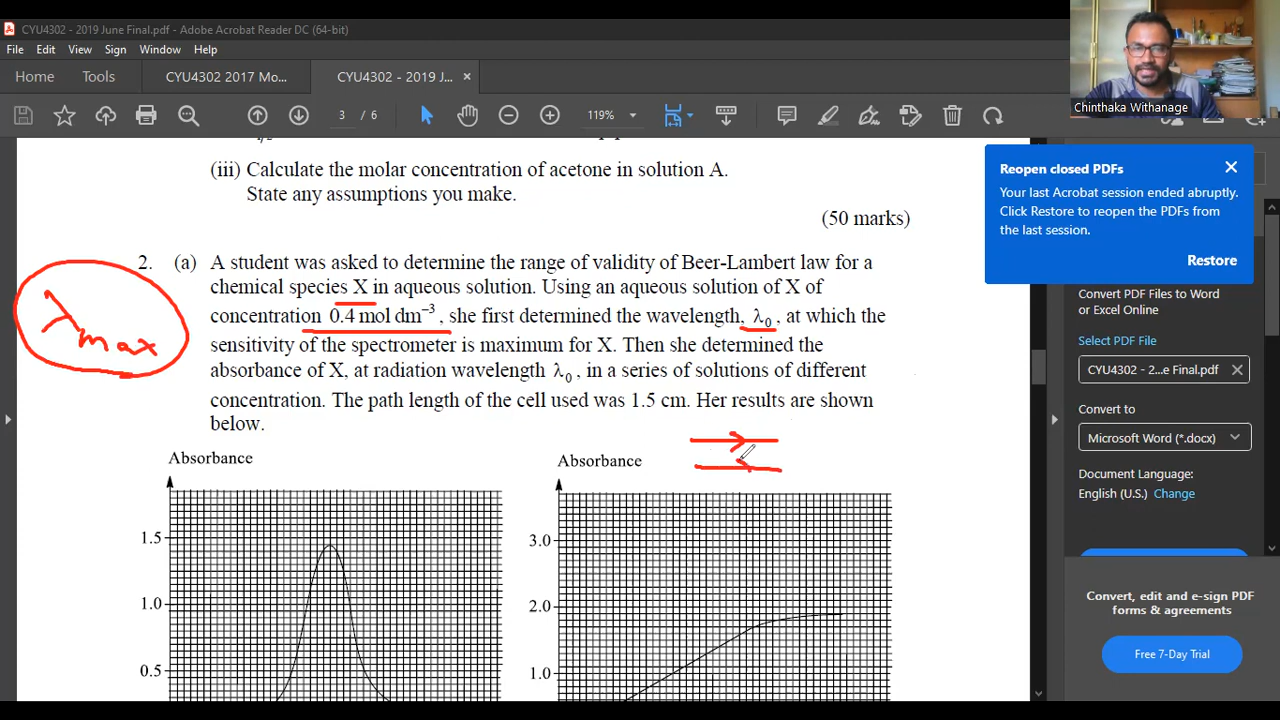 CYU4302 - 2019 June Final.pdf - Adobe Acrobat Reader DC (64-bit)
File Edit View Sign Window Help
Home Tools CYU4302 2017 Mo... CYU4302 - 2019 J... ×
3 / 6 119%
Chinthaka Withanage
(iii) Calculate the molar concentration of acetone in solution A.
State any assumptions you make.
(50 marks)
2. (a) A student was asked to determine the range of validity of Beer-Lambert law for a
chemical species X in aqueous solution. Using an aqueous solution of X of
concentration 0.4 mol dm⁻³, she first determined the wavelength, λ₀, at which the
sensitivity of the spectrometer is maximum for X. Then she determined the
absorbance of X, at radiation wavelength λ₀, in a series of solutions of different
concentration. The path length of the cell used was 1.5 cm. Her results are shown
below.
λmax
Absorbance
1.5
1.0
0.5
Absorbance
3.0
2.0
1.0
Reopen closed PDFs
Your last Acrobat session ended abruptly.
Click Restore to reopen the PDFs from
the last session.
Restore
Convert PDF Files to Word
or Excel Online
Select PDF File
CYU4302 - 2...e Final.pdf
Convert to
Microsoft Word (*.docx)
Document Language:
English (U.S.) Change
Convert, edit and e-sign PDF
forms & agreements
Free 7-Day Trial